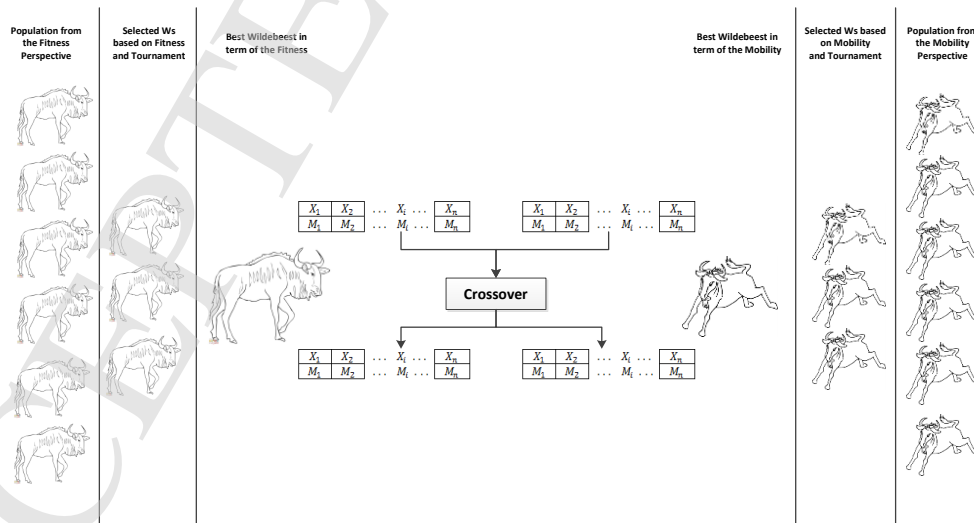 Population from
the Fitness
Perspective
Selected Ws
based on Fitness
and Tournament
Best Wildebeest in
term of the Fitness
Best Wildebeest in
term of the Mobility
Selected Ws based
on Mobility
and Tournament
Population from
the Mobility
Perspective
X₁ X₂ ... Xᵢ ... Xₙ
M₁ M₂ ... Mᵢ ... Mₙ
X₁ X₂ ... Xᵢ ... Xₙ
M₁ M₂ ... Mᵢ ... Mₙ
Crossover
X₁ X₂ ... Xᵢ ... Xₙ
M₁ M₂ ... Mᵢ ... Mₙ
X₁ X₂ ... Xᵢ ... Xₙ
M₁ M₂ ... Mᵢ ... Mₙ
CEPTE